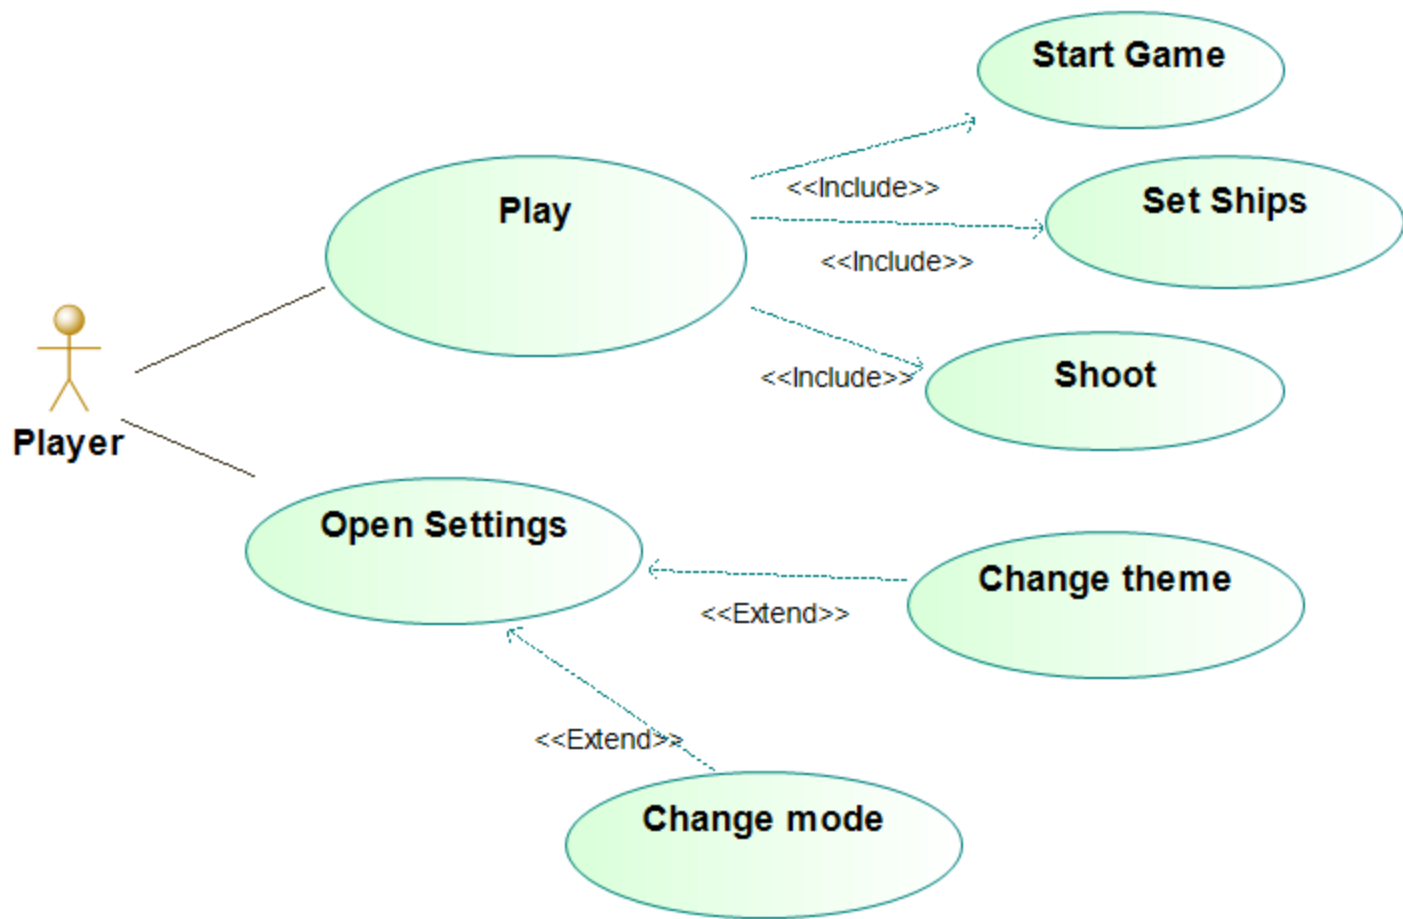 Start Game
<<Include>>
Play
Set Ships
<<Include>>
Shoot
<<Include>>
Player
Open Settings
Change theme
<<Extend>>
<<Extend>>
Change mode